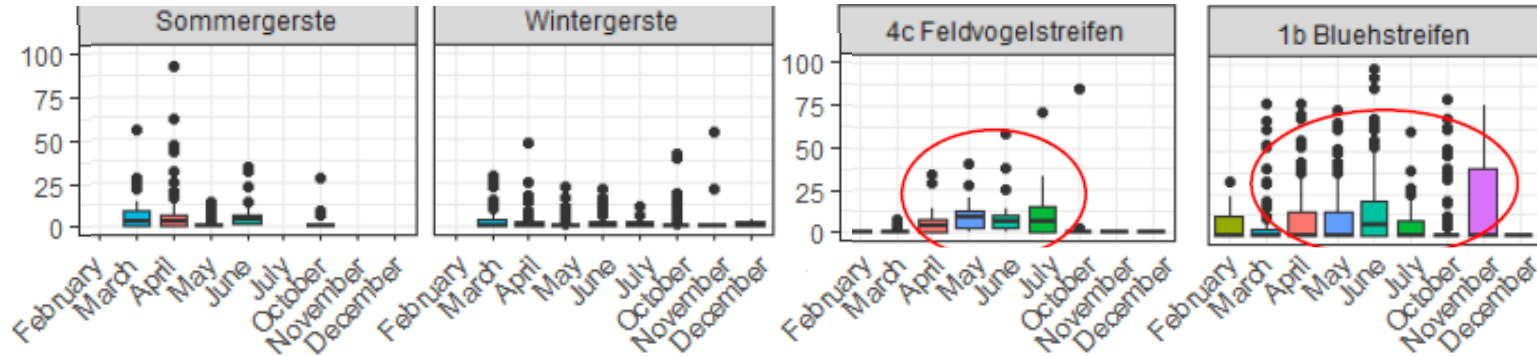 Sommergerste
100
75
50
25
0
February
March
April
May
June
July
October
November
December
Wintergerste
February
March
April
May
June
July
October
November
December
4c Feldvogelstreifen
100
75
50
25
0
February
March
April
May
June
July
October
November
December
1b Bluehstreifen
February
March
April
May
June
July
October
November
December